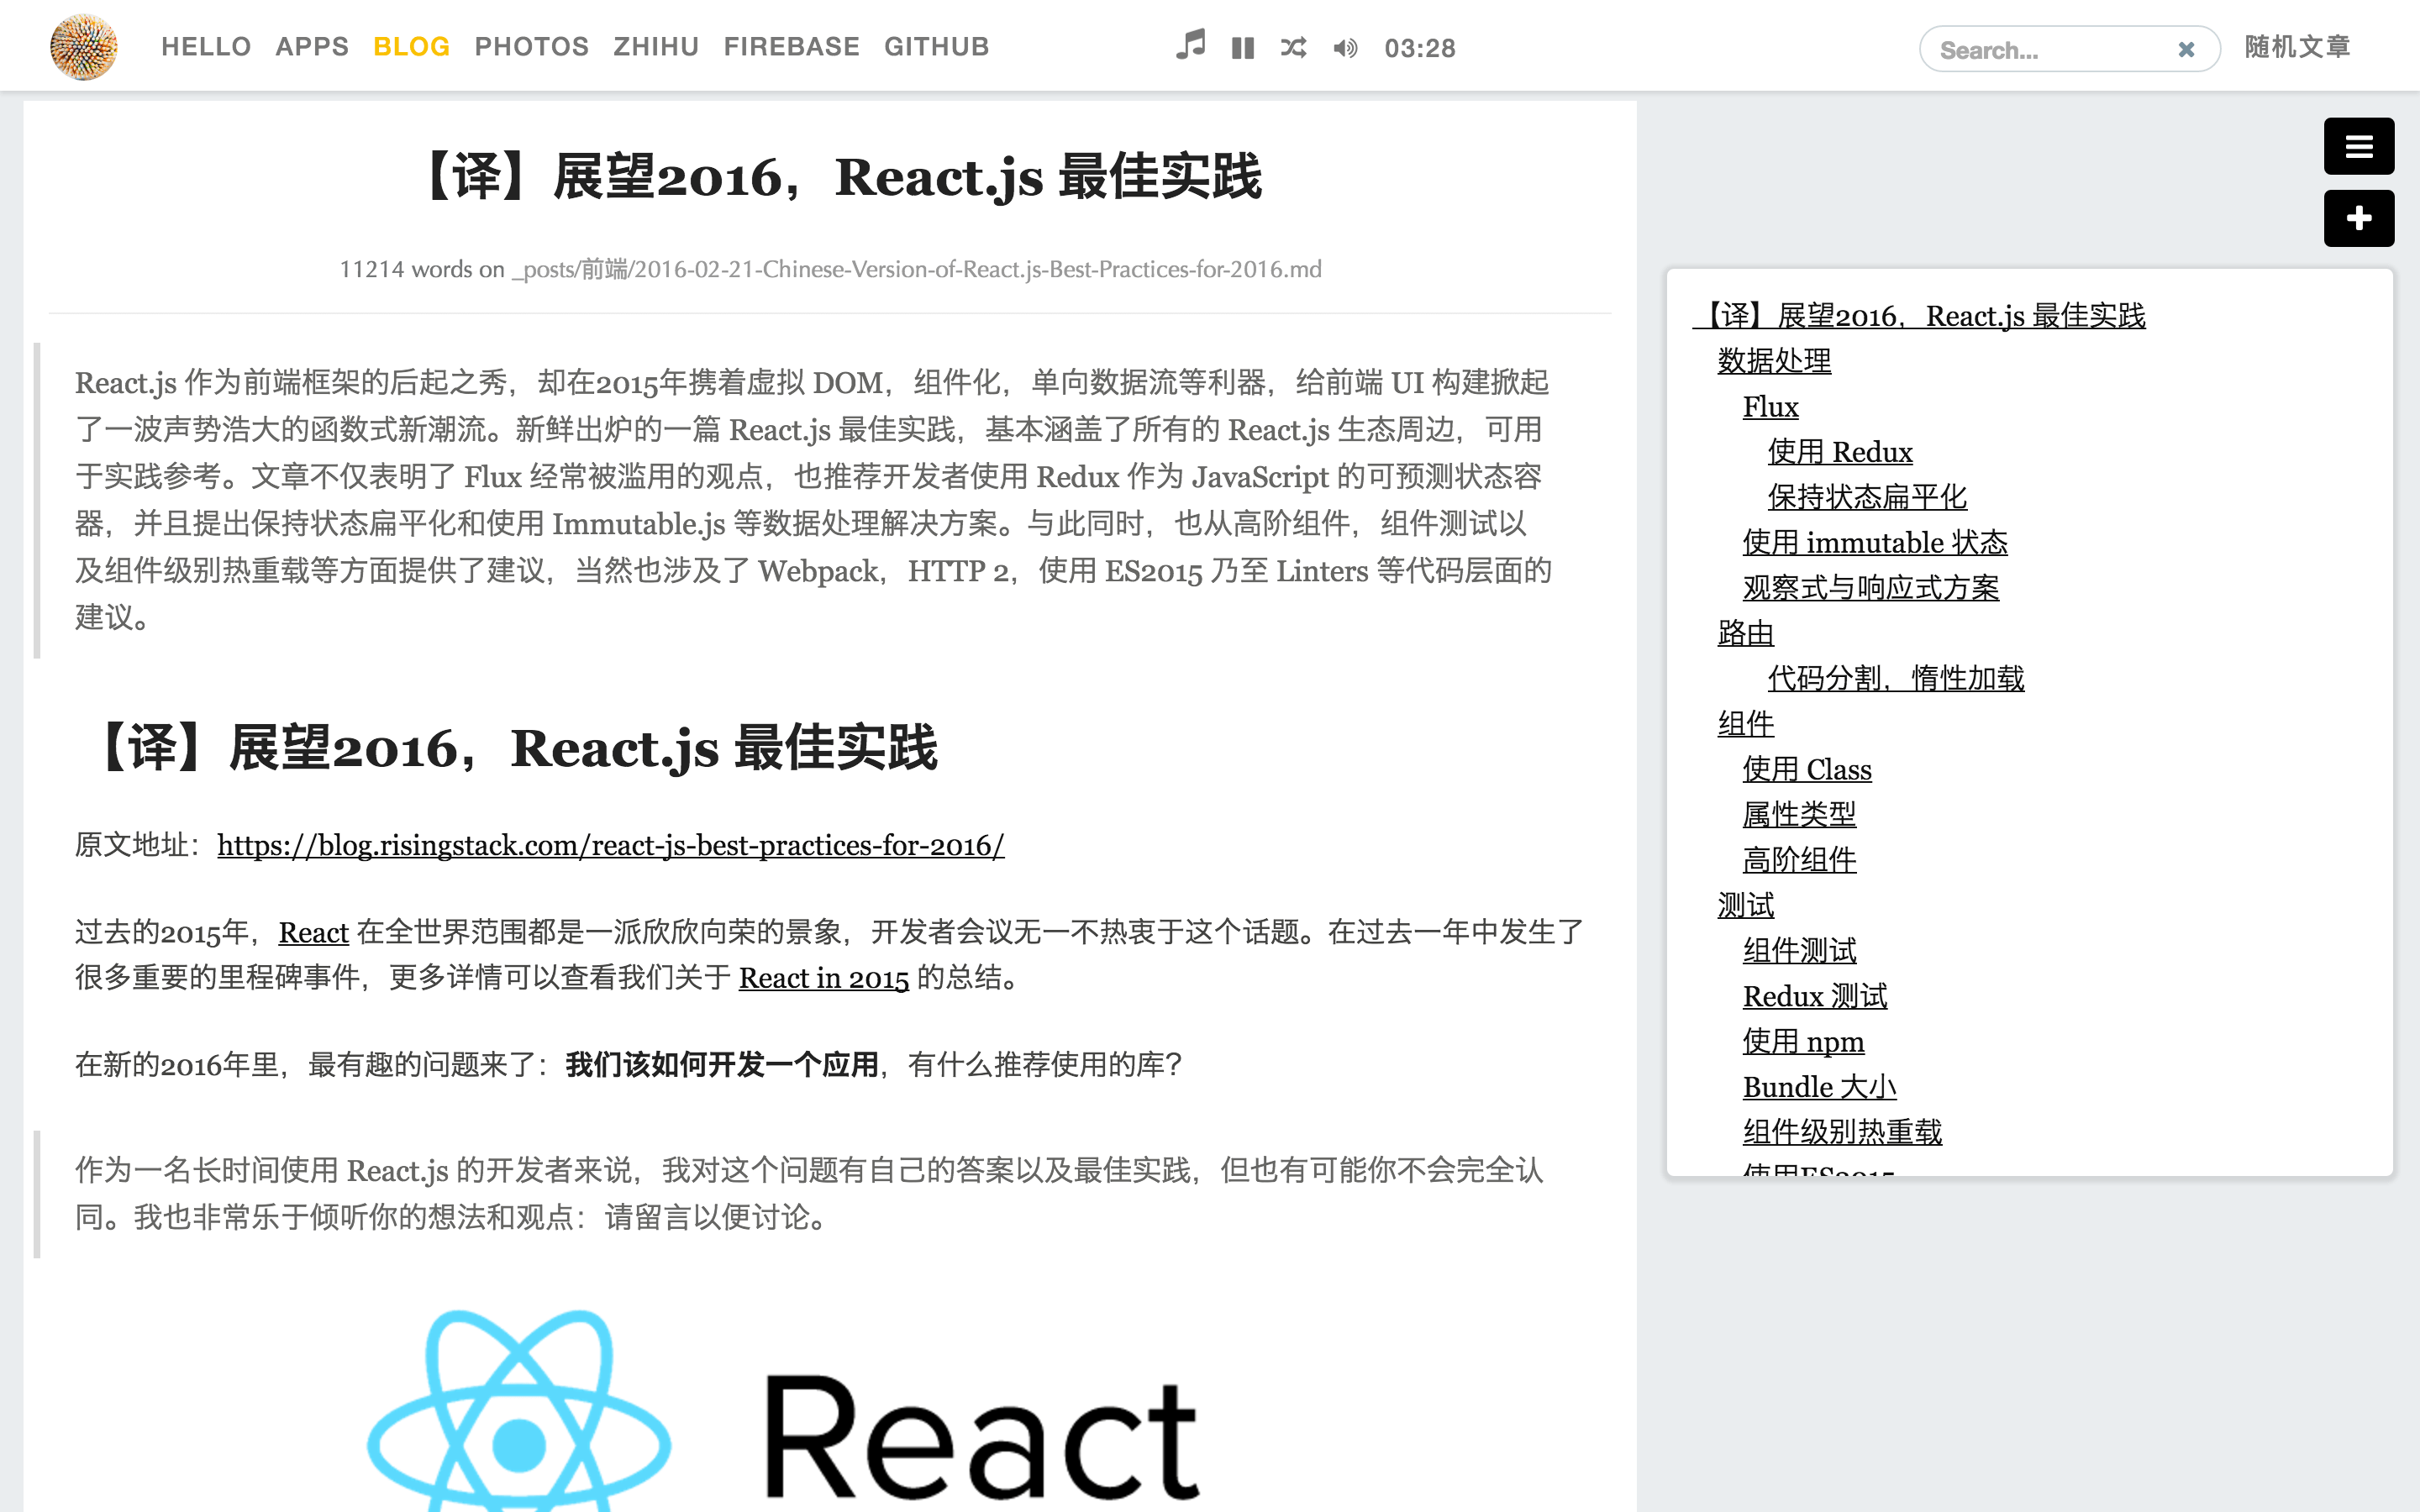 HELLO APPS BLOG PHOTOS ZHIHU FIREBASE GITHUB
03:28
Search...
随机文章
【译】展望2016，React.js 最佳实践
11214 words on _posts/前端/2016-02-21-Chinese-Version-of-React.js-Best-Practices-for-2016.md
React.js 作为前端框架的后起之秀，却在2015年携着虚拟 DOM，组件化，单向数据流等利器，给前端 UI 构建掀起
了一波声势浩大的函数式新潮流。新鲜出炉的一篇 React.js 最佳实践，基本涵盖了所有的 React.js 生态周边，可用
于实践参考。文章不仅表明了 Flux 经常被滥用的观点，也推荐开发者使用 Redux 作为 JavaScript 的可预测状态容
器，并且提出保持状态扁平化和使用 Immutable.js 等数据处理解决方案。与此同时，也从高阶组件，组件测试以
及组件级别热重载等方面提供了建议，当然也涉及了 Webpack，HTTP 2，使用 ES2015 乃至 Linters 等代码层面的
建议。
【译】展望2016，React.js 最佳实践
原文地址：https://blog.risingstack.com/react-js-best-practices-for-2016/
过去的2015年，React 在全世界范围都是一派欣欣向荣的景象，开发者会议无一不热衷于这个话题。在过去一年中发生了
很多重要的里程碑事件，更多详情可以查看我们关于 React in 2015 的总结。
在新的2016年里，最有趣的问题来了：我们该如何开发一个应用，有什么推荐使用的库？
作为一名长时间使用 React.js 的开发者来说，我对这个问题有自己的答案以及最佳实践，但也有可能你不会完全认
同。我也非常乐于倾听你的想法和观点：请留言以便讨论。
React
【译】展望2016，React.js 最佳实践
数据处理
Flux
使用 Redux
保持状态扁平化
使用 immutable 状态
观察式与响应式方案
路由
代码分割，惰性加载
组件
使用 Class
属性类型
高阶组件
测试
组件测试
Redux 测试
使用 npm
Bundle 大小
组件级别热重载
使用ES2015